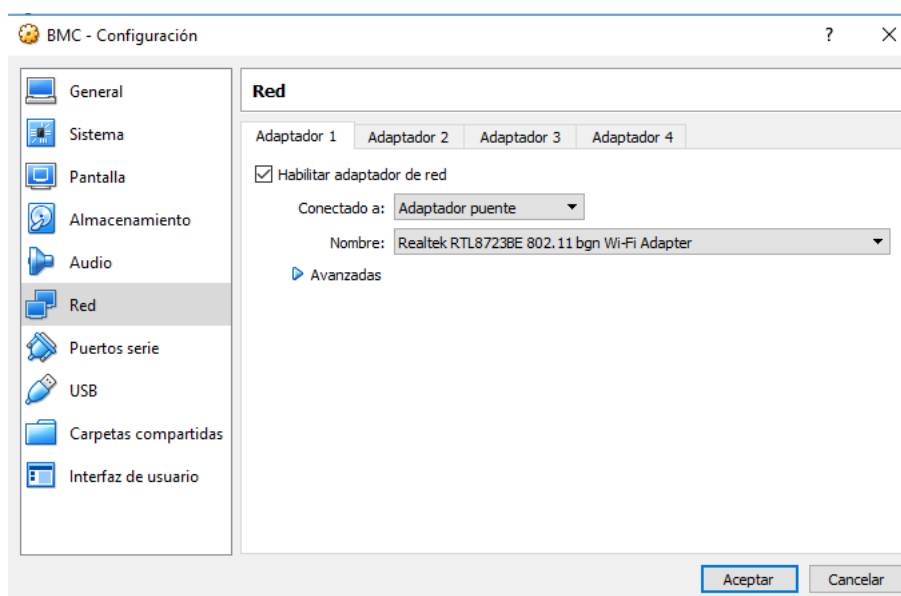 BMC - Configuración
?
General
Sistema
Pantalla
Almacenamiento
Audio
Red
Puertos serie
USB
Carpetas compartidas
Interfaz de usuario
Red
Adaptador 1 Adaptador 2 Adaptador 3 Adaptador 4
Habilitar adaptador de red
Conectado a: Adaptador puente
Nombre: Realtek RTL8723BE 802.11 bgn Wi-Fi Adapter
Avanzadas
Aceptar Cancelar